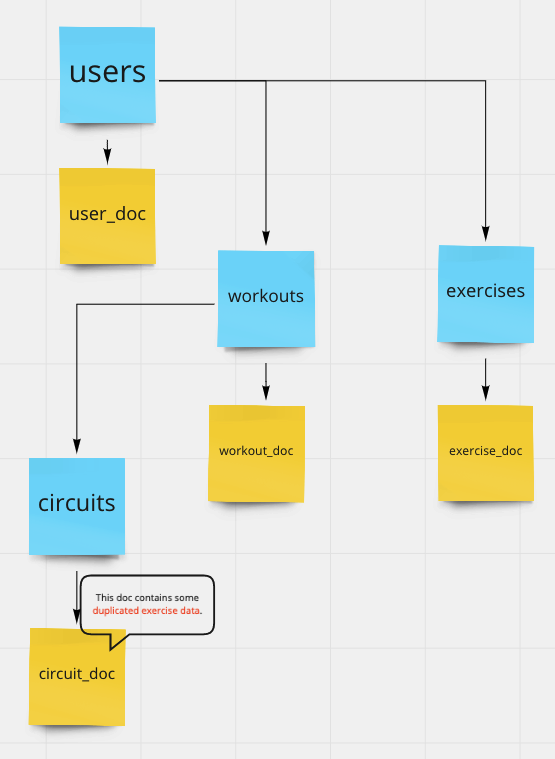 users
user_doc
workouts
exercises
workout_doc
exercise_doc
circuits
This doc contains some
duplicated exercise data.
circuit_doc